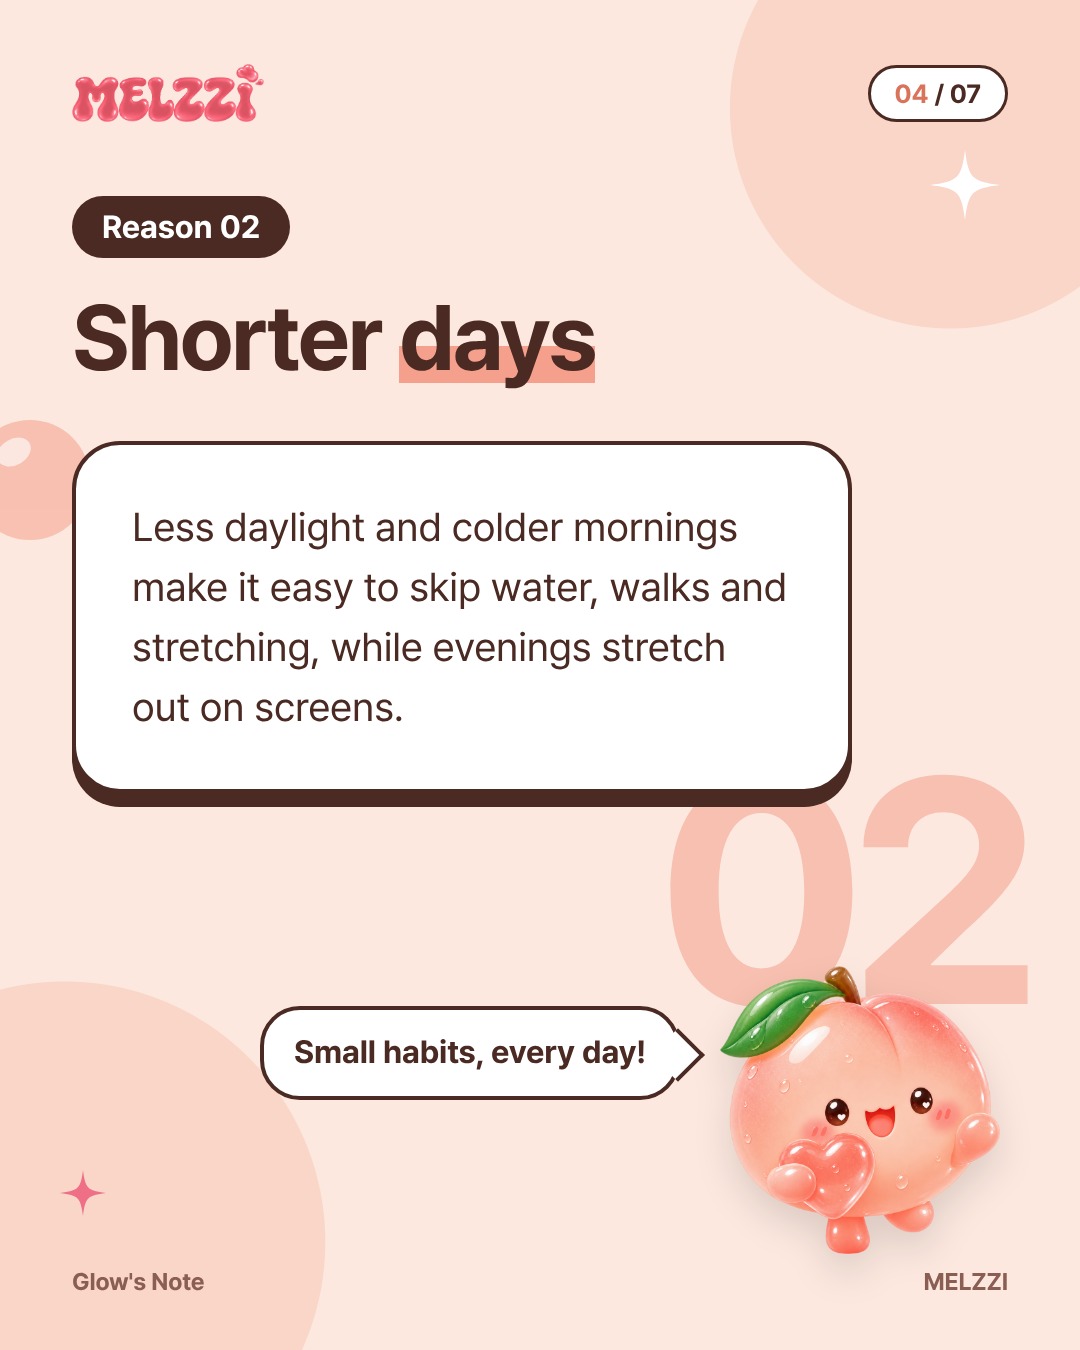 MELZZI
04 / 07
Reason 02
Shorter days
Less daylight and colder mornings
make it easy to skip water, walks and
stretching, while evenings stretch
out on screens.
02
Small habits, every day!
Glow's Note
MELZZI